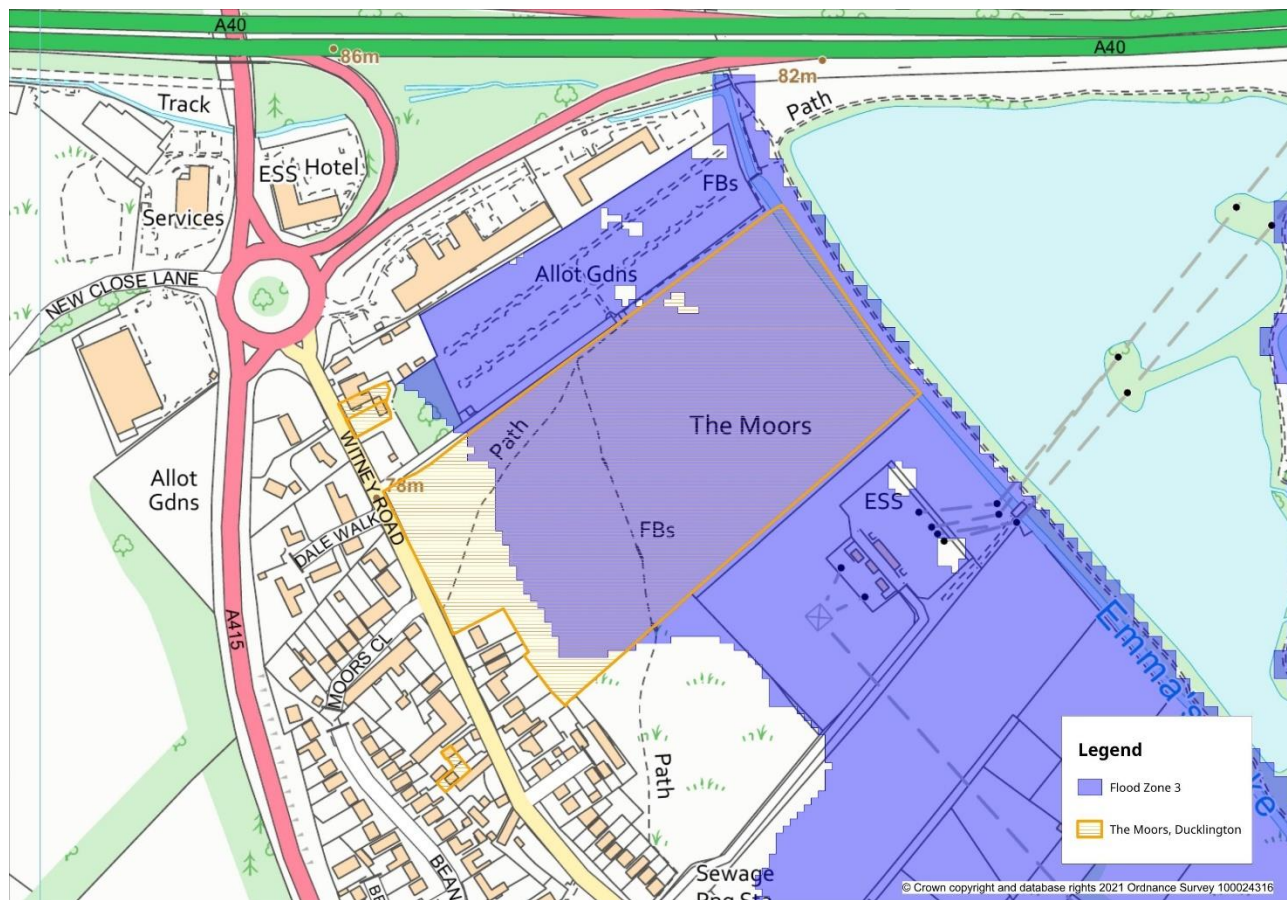 A40
A40
86m
82m
Track
Path
ESS
Hotel
FBs
Services
NEW CLOSE LANE
Allot Gdns
The Moors
Path
WITNEY ROAD
78m
Allot
Gdns
ESS
FBs
DALE WALK
A415
MOORS CL
Emma's
Path
Legend
Flood Zone 3
The Moors, Ducklington
BEAN
Sewage
© Crown copyright and database rights 2021 Ordnance Survey 100024316